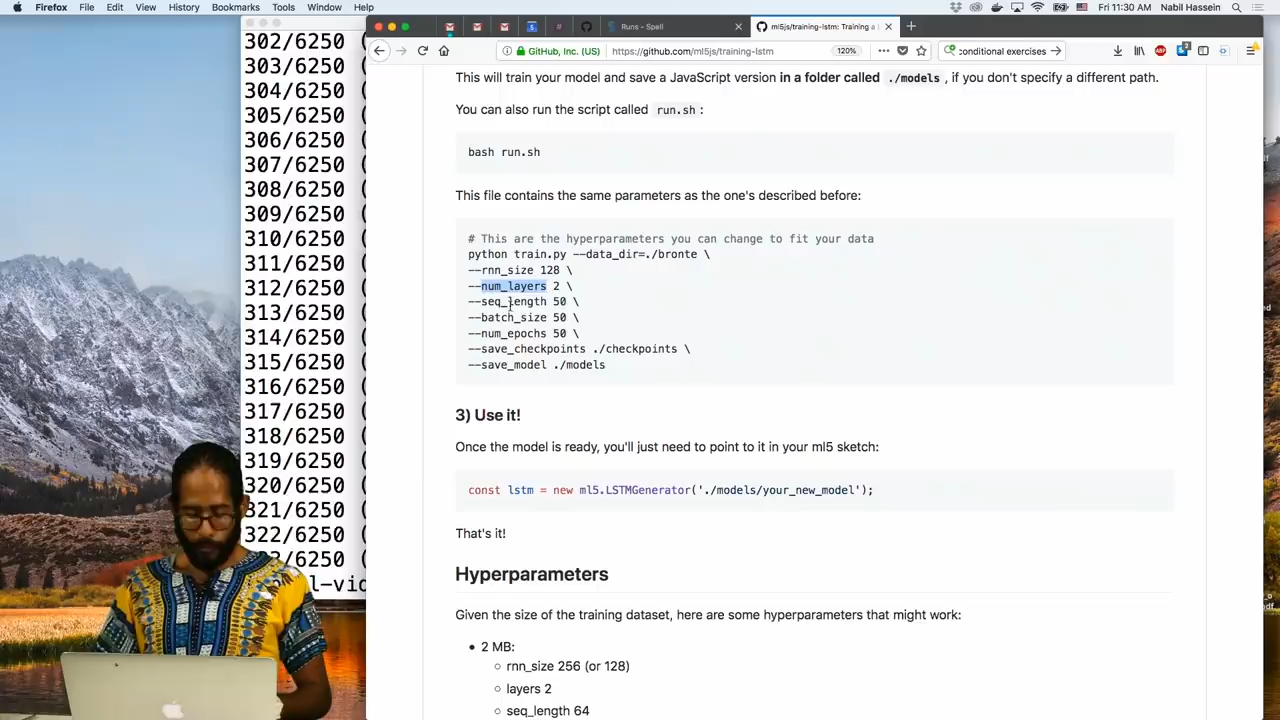 Firefox File Edit View History Bookmarks Tools Window Help
Fri 11:30 AM Nabil Hassein
Runs - Spell
ml5js/training-lstm: Training a
GitHub, Inc. (US) https://github.com/ml5js/training-lstm 120% conditional exercises
302/6250 (
303/6250 (
304/6250 (
305/6250 (
306/6250 (
307/6250 (
308/6250 (
309/6250 (
310/6250 (
311/6250 (
312/6250 (
313/6250 (
314/6250 (
315/6250 (
316/6250 (
317/6250 (
318/6250 (
319/6250 (
320/6250 (
321/6250 (
322/6250 (
3/6250 (
l-vid
This will train your model and save a JavaScript version in a folder called ./models , if you don't specify a different path.
You can also run the script called run.sh :
bash run.sh
This file contains the same parameters as the one's described before:
# This are the hyperparameters you can change to fit your data
python train.py --data_dir=./bronte \
--rnn_size 128 \
--num_layers 2 \
--seq_length 50 \
--batch_size 50 \
--num_epochs 50 \
--save_checkpoints ./checkpoints \
--save_model ./models
3) Use it!
Once the model is ready, you'll just need to point to it in your ml5 sketch:
const lstm = new ml5.LSTMGenerator('./models/your_new_model');
That's it!
Hyperparameters
Given the size of the training dataset, here are some hyperparameters that might work:
• 2 MB:
○ rnn_size 256 (or 128)
○ layers 2
○ seq_length 64